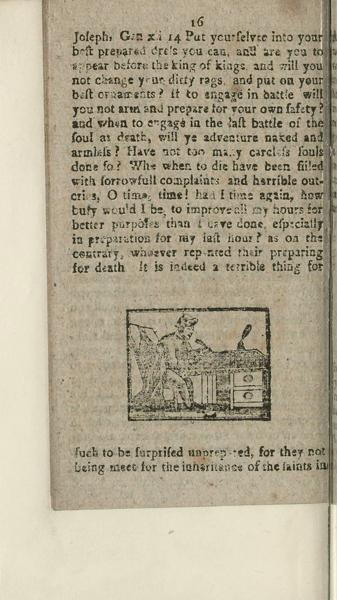 16
Joseph, Gen xli 14 Put yourselves into your
best prepared dress you can, and are you to
appear before the king of kings, and will you
not change your dirty rags, and put on your
best ornaments? If to engage in battle will
you not arm and prepare for your own safety?
and when to engage in the last battle of the
soul at death, will ye adventure naked and
armless? Have not too many careless souls
done so? Who when to die have been filled
with sorrowfull complaints and horrible out-
cries, O time, time! had I time again, how
busy would I be, to improve all my hours for
better purposes than I have done, especially
in preparation for my last hour? as on the
contrary, whoever repented their preparing
for death It is indeed a terrible thing for
such to be surprised unprepared, for they not
being meet for the inheritance of the saints in